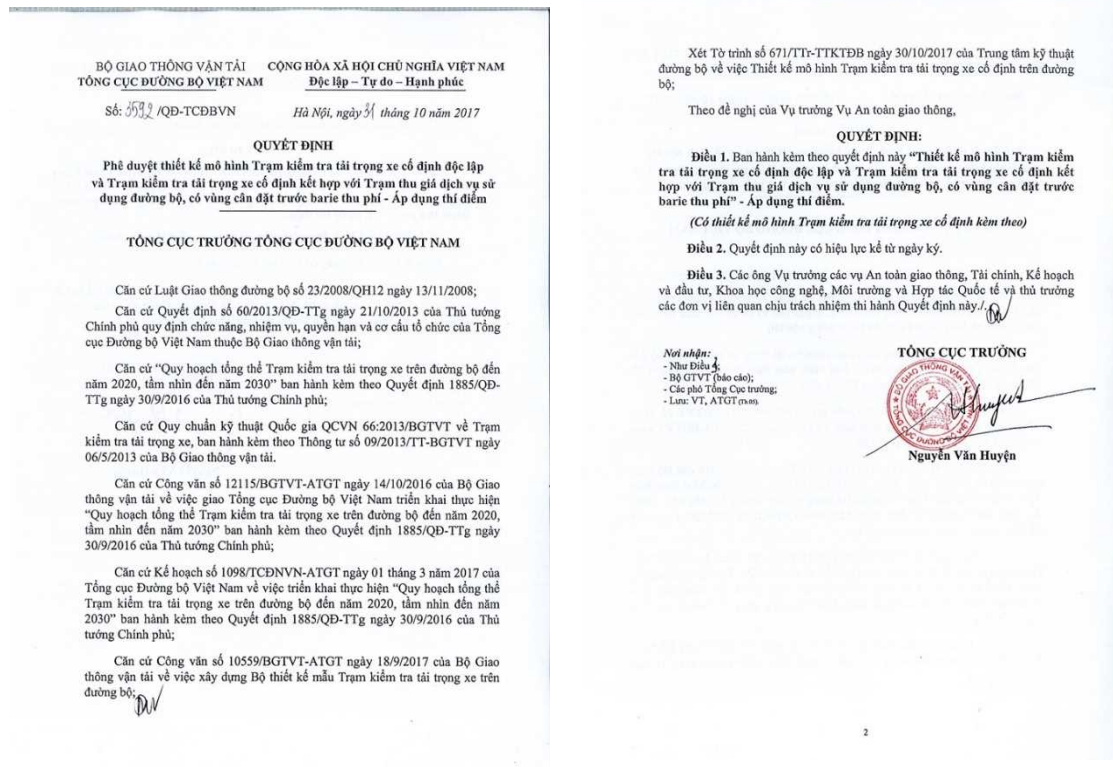 BỘ GIAO THÔNG VẬN TẢI
TỔNG CỤC ĐƯỜNG BỘ VIỆT NAM
CỘNG HÒA XÃ HỘI CHỦ NGHĨA VIỆT NAM
Độc lập – Tự do – Hạnh phúc
Số: 3592 /QĐ-TCĐBVN
Hà Nội, ngày 31 tháng 10 năm 2017
QUYẾT ĐỊNH
Phê duyệt thiết kế mô hình Trạm kiểm tra tải trọng xe cố định độc lập
và Trạm kiểm tra tải trọng xe cố định kết hợp với Trạm thu giá dịch vụ sử
dụng đường bộ, có vùng cân đặt trước barie thu phí - Áp dụng thí điểm
TỔNG CỤC TRƯỞNG TỔNG CỤC ĐƯỜNG BỘ VIỆT NAM
Căn cứ Luật Giao thông đường bộ số 23/2008/QH12 ngày 13/11/2008;
Căn cứ Quyết định số 60/2013/QĐ-TTg ngày 21/10/2013 của Thủ tướng
Chính phủ quy định chức năng, nhiệm vụ, quyền hạn và cơ cấu tổ chức của Tổng
cục Đường bộ Việt Nam thuộc Bộ Giao thông vận tải;
Căn cứ “Quy hoạch tổng thể Trạm kiểm tra tải trọng xe trên đường bộ đến
năm 2020, tầm nhìn đến năm 2030” ban hành kèm theo Quyết định 1885/QĐ-
TTg ngày 30/9/2016 của Thủ tướng Chính phủ;
Căn cứ Quy chuẩn kỹ thuật Quốc gia QCVN 66:2013/BGTVT về Trạm
kiểm tra tải trọng xe, ban hành kèm theo Thông tư số 09/2013/TT-BGTVT ngày
06/5/2013 của Bộ Giao thông vận tải.
Căn cứ Công văn số 12115/BGTVT-ATGT ngày 14/10/2016 của Bộ Giao
thông vận tải về việc giao Tổng cục Đường bộ Việt Nam triển khai thực hiện
“Quy hoạch tổng thể Trạm kiểm tra tải trọng xe trên đường bộ đến năm 2020,
tầm nhìn đến năm 2030” ban hành kèm theo Quyết định 1885/QĐ-TTg ngày
30/9/2016 của Thủ tướng Chính phủ;
Căn cứ Kế hoạch số 1098/TCĐNVN-ATGT ngày 01 tháng 3 năm 2017 của
Tổng cục Đường bộ Việt Nam về việc triển khai thực hiện “Quy hoạch tổng thể
Trạm kiểm tra tải trọng xe trên đường bộ đến năm 2020, tầm nhìn đến năm
2030” ban hành kèm theo Quyết định 1885/QĐ-TTg ngày 30/9/2016 của Thủ
tướng Chính phủ;
Căn cứ Công văn số 10559/BGTVT-ATGT ngày 18/9/2017 của Bộ Giao
thông vận tải về việc xây dựng Bộ thiết kế mẫu Trạm kiểm tra tải trọng xe trên
đường bộ;
Xét Tờ trình số 671/TTr-TTKTĐB ngày 30/10/2017 của Trung tâm kỹ thuật
đường bộ về việc Thiết kế mô hình Trạm kiểm tra tải trọng xe cố định trên đường
bộ;
Theo đề nghị của Vụ trưởng Vụ An toàn giao thông,
QUYẾT ĐỊNH:
Điều 1. Ban hành kèm theo quyết định này “Thiết kế mô hình Trạm kiểm
tra tải trọng xe cố định độc lập và Trạm kiểm tra tải trọng xe cố định kết
hợp với Trạm thu giá dịch vụ sử dụng đường bộ, có vùng cân đặt trước
barie thu phí” - Áp dụng thí điểm.
(Có thiết kế mô hình Trạm kiểm tra tải trọng xe cố định kèm theo)
Điều 2. Quyết định này có hiệu lực kể từ ngày ký.
Điều 3. Các ông Vụ trưởng các vụ An toàn giao thông, Tài chính, Kế hoạch
và đầu tư, Khoa học công nghệ, Môi trường và Hợp tác Quốc tế và thủ trưởng
các đơn vị liên quan chịu trách nhiệm thi hành Quyết định này./.
Nơi nhận:
- Như Điều 3;
- Bộ GTVT (báo cáo);
- Các phó Tổng Cục trưởng;
- Lưu: VT, ATGT
TỔNG CỤC TRƯỞNG
BỘ GIAO THÔNG VẬN TẢI
TỔNG CỤC ĐƯỜNG BỘ VIỆT NAM
Nguyễn Văn Huyện
2